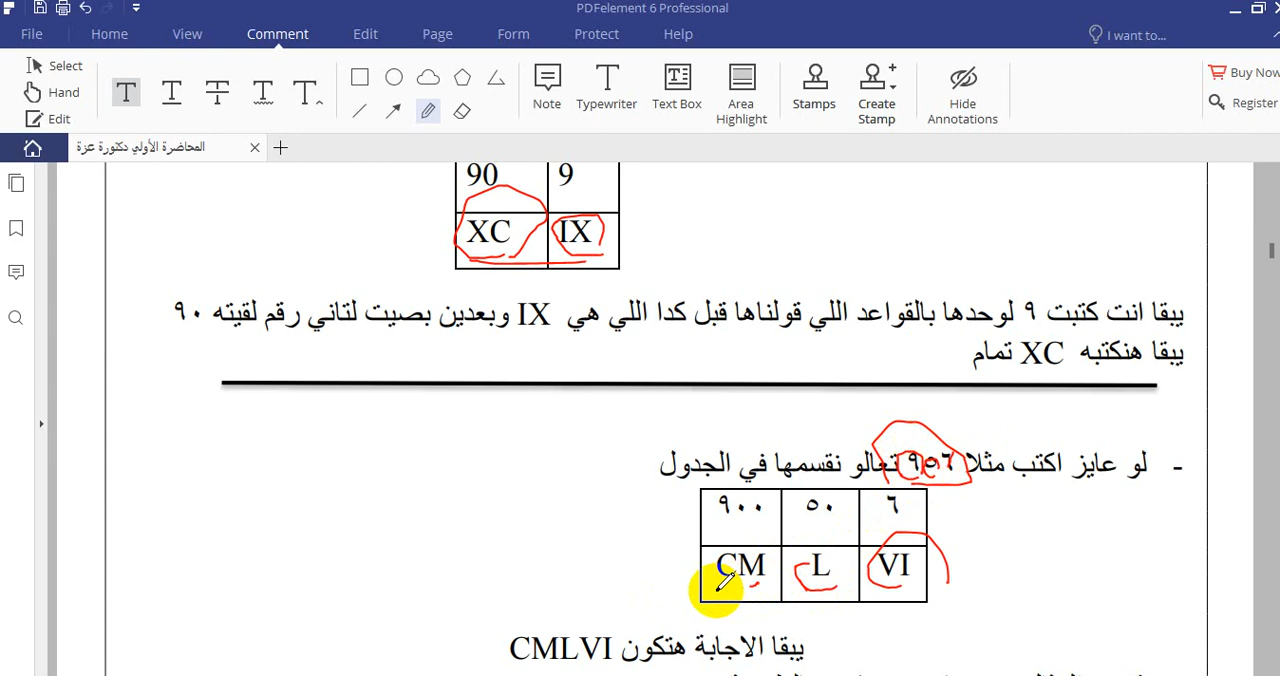 PDFelement 6 Professional
File Home View Comment Edit Page Form Protect Help I want to...
Select
Hand
Edit
Note Typewriter Text Box Area Highlight Stamps Create Stamp Hide Annotations
Buy Now
Register
المحاضرة الأولي دكتورة عزة
90 9
XC IX
يبقا انت كتبت ٩ لوحدها بالقواعد اللي قولناها قبل كدا اللي هي IX وبعدين بصيت لتاني رقم لقيته ٩٠
يبقا هنكتبه XC تمام
- لو عايز اكتب مثلا ٩٥٦ تعالو نقسمها في الجدول
٩٠٠ ٥٠ ٦
CM L VI
يبقا الاجابة هتكون CMLVI